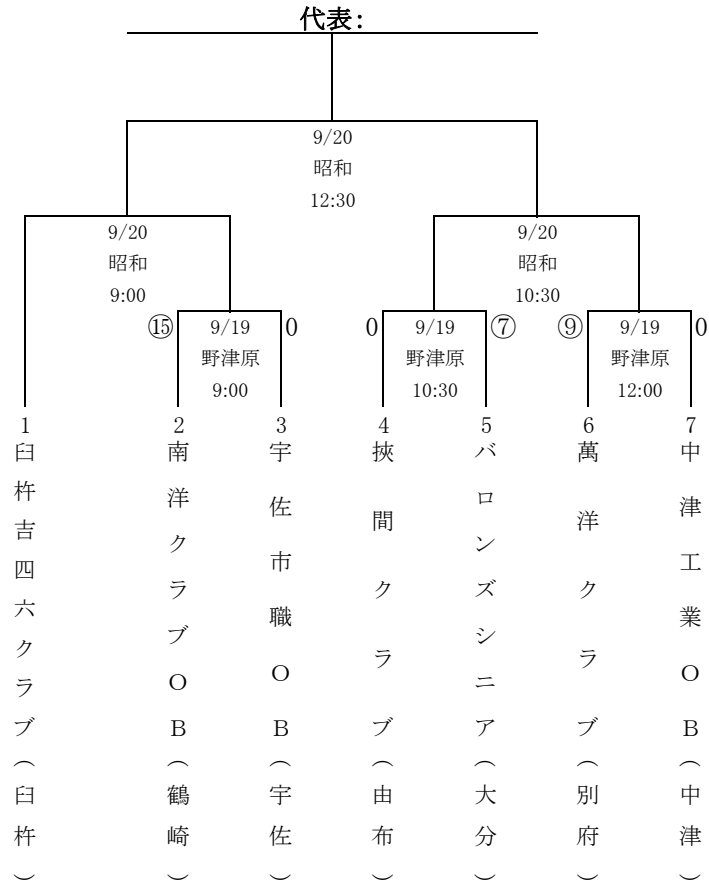 代表：
9/20
昭和
12:30
9/20
昭和
9:00
9/20
昭和
10:30
⑮ 9/19 0
野津原
9:00
0 9/19 ⑦
野津原
10:30
⑨ 9/19 0
野津原
12:00
1
臼杵吉四六クラブ（臼杵）
2
南洋クラブOB（鶴崎）
3
宇佐市職OB（宇佐）
4
挾間クラブ（由布）
5
バロンズシニア（大分）
6
萬洋クラブ（別府）
7
中津工業OB（中津）